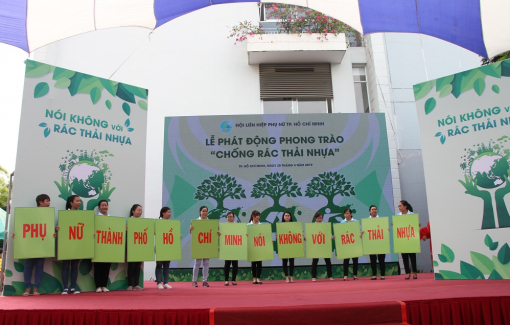 NÓI KHÔNG VỚI
RÁC THẢI NHỰA
HỘI LIÊN HIỆP PHỤ NỮ TP. HỒ CHÍ MINH
LỄ PHÁT ĐỘNG PHONG TRÀO
"CHỐNG RÁC THẢI NHỰA"
NÓI KHÔNG VỚI
RÁC THẢI NHỰA
PHỤ NỮ THÀNH PHỐ HỒ CHÍ MINH NÓI KHÔNG VỚI RÁC THẢI NHỰA